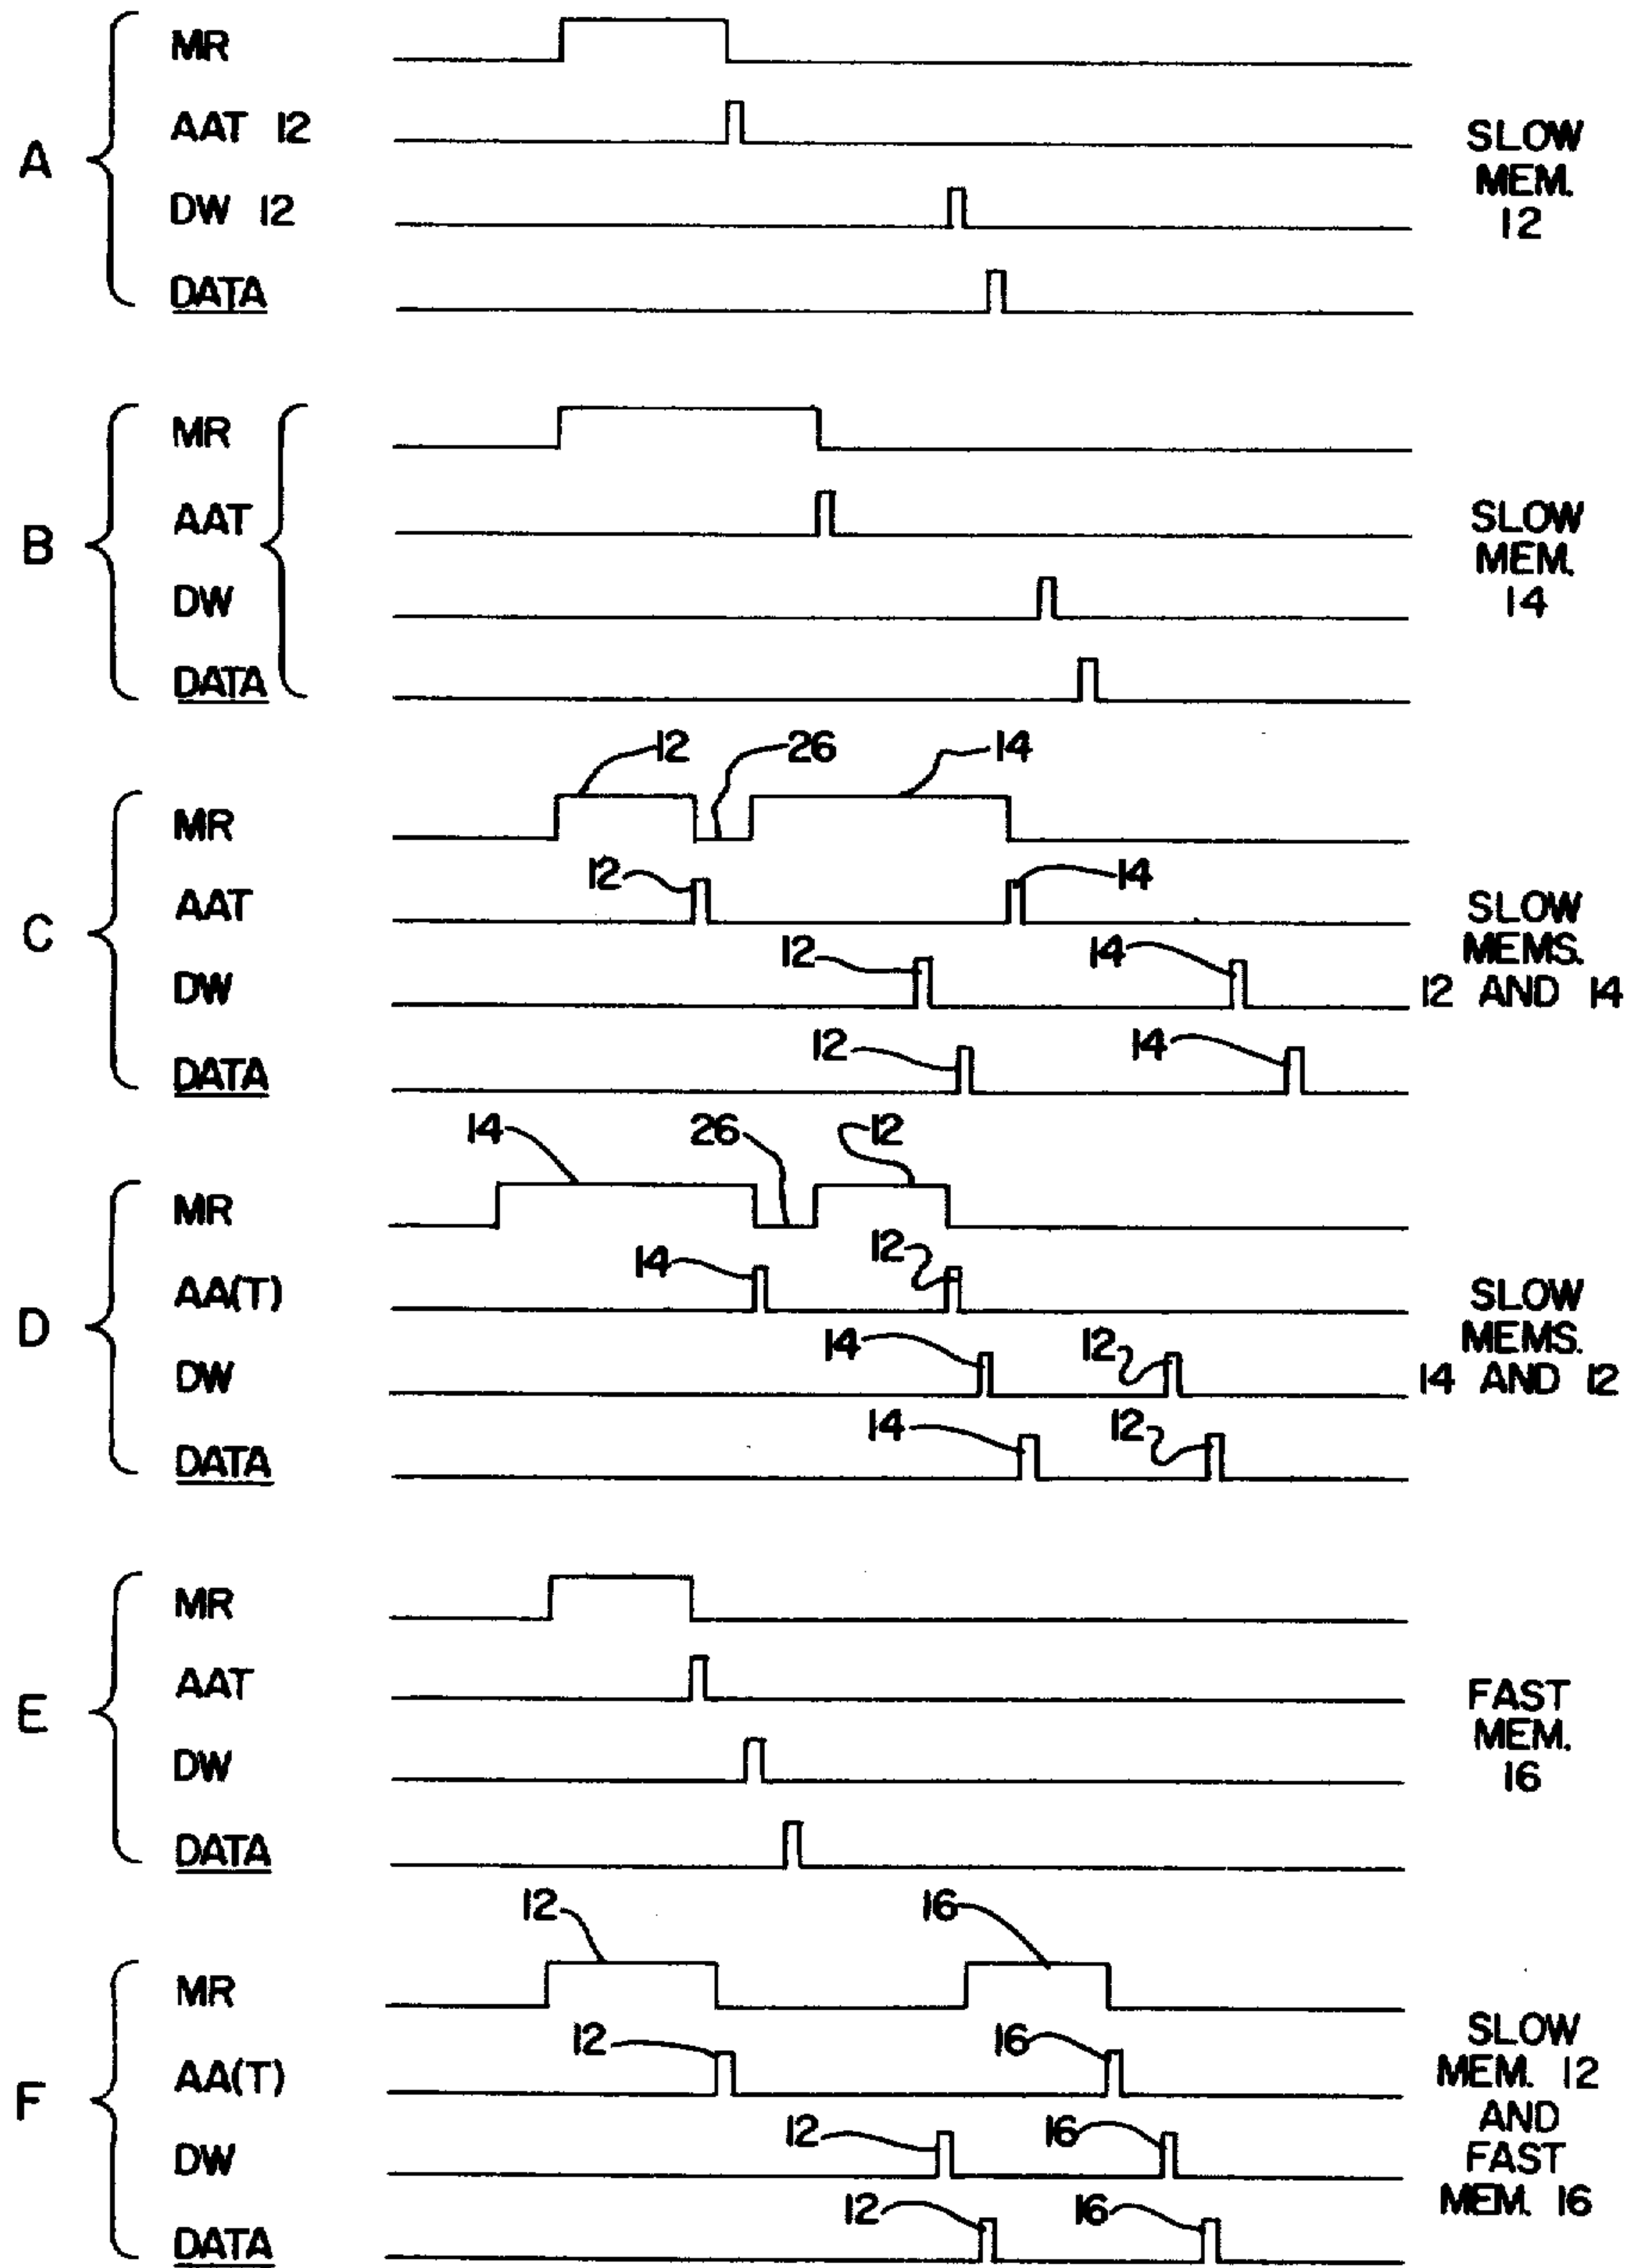 A
MR
AAT 12
DW 12
DATA
SLOW
MEM.
12
B
MR
AAT
DW
DATA
SLOW
MEM.
14
C
12
26
14
MR
12
14
AAT
12
14
DW
12
14
DATA
SLOW
MEMS.
12 AND 14
D
14
26
12
MR
14
12
AA(T)
14
12
DW
14
12
DATA
SLOW
MEMS.
14 AND 12
E
MR
AAT
DW
DATA
FAST
MEM.
16
F
12
16
MR
12
16
AA(T)
12
16
DW
12
16
DATA
SLOW
MEM. 12
AND
FAST
MEM. 16